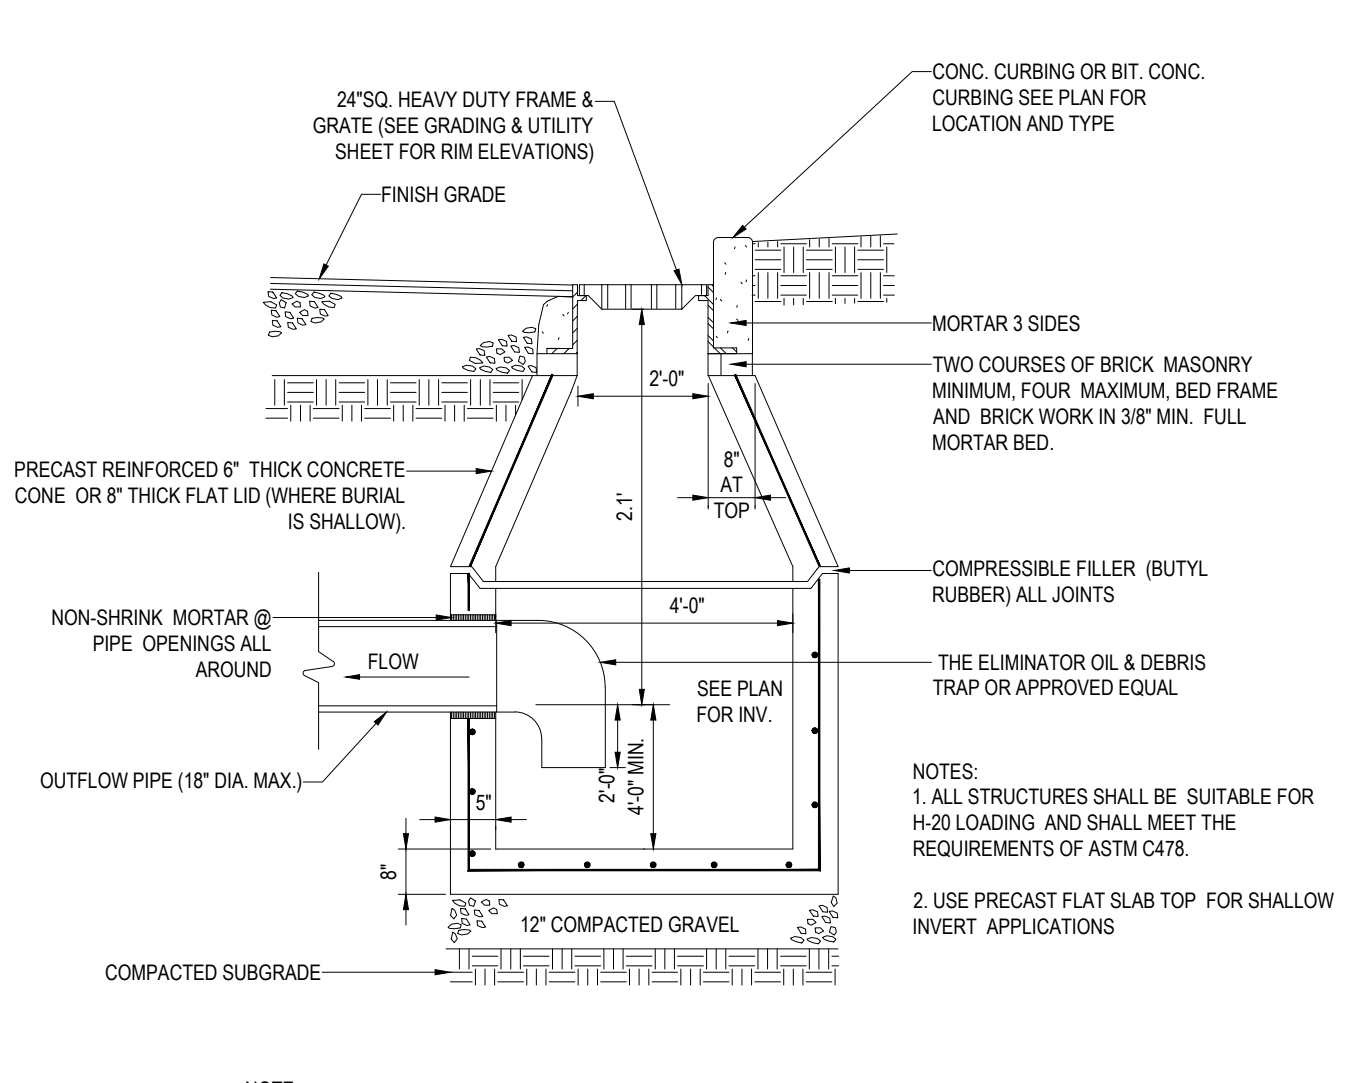 CONC. CURBING OR BIT. CONC.
CURBING SEE PLAN FOR
LOCATION AND TYPE
24"SQ. HEAVY DUTY FRAME &
GRATE (SEE GRADING & UTILITY
SHEET FOR RIM ELEVATIONS)
FINISH GRADE
MORTAR 3 SIDES
TWO COURSES OF BRICK MASONRY
MINIMUM, FOUR MAXIMUM, BED FRAME
AND BRICK WORK IN 3/8" MIN. FULL
MORTAR BED.
2'-0"
8"
AT
TOP
2.1'
PRECAST REINFORCED 6" THICK CONCRETE
CONE OR 8" THICK FLAT LID (WHERE BURIAL
IS SHALLOW).
COMPRESSIBLE FILLER (BUTYL
RUBBER) ALL JOINTS
4'-0"
NON-SHRINK MORTAR @
PIPE OPENINGS ALL
AROUND
FLOW
THE ELIMINATOR OIL & DEBRIS
TRAP OR APPROVED EQUAL
SEE PLAN
FOR INV.
OUTFLOW PIPE (18" DIA. MAX.)
2'-0"
4'-0" MIN.
5"
8"
NOTES:
1. ALL STRUCTURES SHALL BE SUITABLE FOR
H-20 LOADING AND SHALL MEET THE
REQUIREMENTS OF ASTM C478.
2. USE PRECAST FLAT SLAB TOP FOR SHALLOW
INVERT APPLICATIONS
12" COMPACTED GRAVEL
COMPACTED SUBGRADE